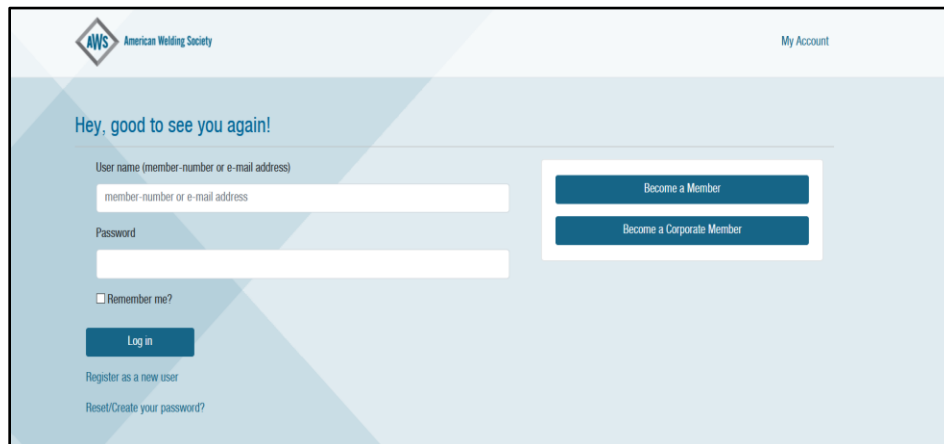 AWS American Welding Society
My Account
Hey, good to see you again!
User name (member-number or e-mail address)
member-number or e-mail address
Password
Remember me?
Log in
Register as a new user
Reset/Create your password?
Become a Member
Become a Corporate Member